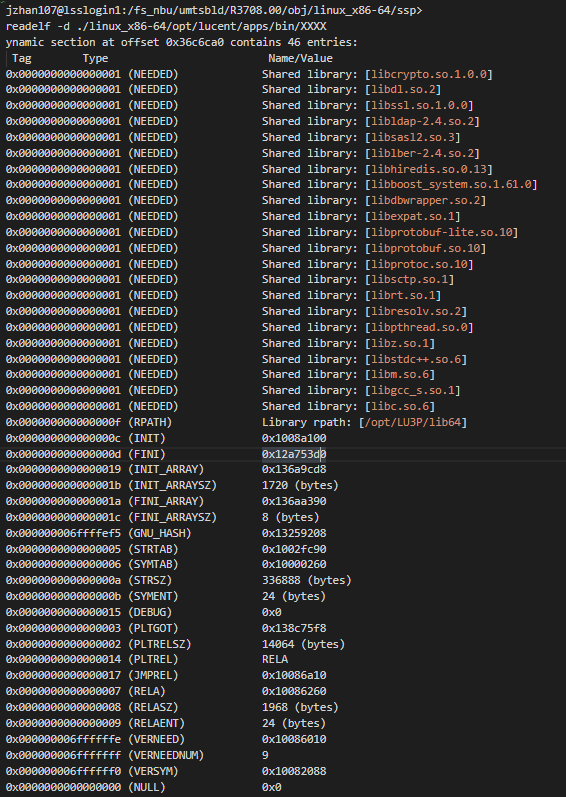 jzhan107@lsslogin1:/fs_nbu/umtsbld/R3708.00/obj/linux_x86-64/ssp>
readelf -d ./linux_x86-64/opt/lucent/apps/bin/XXXX
ynamic section at offset 0x36c6ca0 contains 46 entries:
Tag Type Name/Value
0x0000000000000001 (NEEDED) Shared library: [libcrypto.so.1.0.0]
0x0000000000000001 (NEEDED) Shared library: [libdl.so.2]
0x0000000000000001 (NEEDED) Shared library: [libssl.so.1.0.0]
0x0000000000000001 (NEEDED) Shared library: [libldap-2.4.so.2]
0x0000000000000001 (NEEDED) Shared library: [libsasl2.so.3]
0x0000000000000001 (NEEDED) Shared library: [liblber-2.4.so.2]
0x0000000000000001 (NEEDED) Shared library: [libhiredis.so.0.13]
0x0000000000000001 (NEEDED) Shared library: [libboost_system.so.1.61.0]
0x0000000000000001 (NEEDED) Shared library: [libdbwrapper.so.2]
0x0000000000000001 (NEEDED) Shared library: [libexpat.so.1]
0x0000000000000001 (NEEDED) Shared library: [libprotobuf-lite.so.10]
0x0000000000000001 (NEEDED) Shared library: [libprotobuf.so.10]
0x0000000000000001 (NEEDED) Shared library: [libprotoc.so.10]
0x0000000000000001 (NEEDED) Shared library: [libsctp.so.1]
0x0000000000000001 (NEEDED) Shared library: [librt.so.1]
0x0000000000000001 (NEEDED) Shared library: [libresolv.so.2]
0x0000000000000001 (NEEDED) Shared library: [libpthread.so.0]
0x0000000000000001 (NEEDED) Shared library: [libz.so.1]
0x0000000000000001 (NEEDED) Shared library: [libstdc++.so.6]
0x0000000000000001 (NEEDED) Shared library: [libm.so.6]
0x0000000000000001 (NEEDED) Shared library: [libgcc_s.so.1]
0x0000000000000001 (NEEDED) Shared library: [libc.so.6]
0x000000000000000f (RPATH) Library rpath: [/opt/LU3P/lib64]
0x000000000000000c (INIT) 0x1008a100
0x000000000000000d (FINI) 0x12a753d0
0x0000000000000019 (INIT_ARRAY) 0x136a9cd8
0x000000000000001b (INIT_ARRAYSZ) 1720 (bytes)
0x000000000000001a (FINI_ARRAY) 0x136aa390
0x000000000000001c (FINI_ARRAYSZ) 8 (bytes)
0x000000006ffffef5 (GNU_HASH) 0x13259208
0x0000000000000005 (STRTAB) 0x1002fc90
0x0000000000000006 (SYMTAB) 0x10000260
0x000000000000000a (STRSZ) 336888 (bytes)
0x000000000000000b (SYMENT) 24 (bytes)
0x0000000000000015 (DEBUG) 0x0
0x0000000000000003 (PLTGOT) 0x138c75f8
0x0000000000000002 (PLTRELSZ) 14064 (bytes)
0x0000000000000014 (PLTREL) RELA
0x0000000000000017 (JMPREL) 0x10086a10
0x0000000000000007 (RELA) 0x10086260
0x0000000000000008 (RELASZ) 1968 (bytes)
0x0000000000000009 (RELAENT) 24 (bytes)
0x000000006ffffffe (VERNEED) 0x10086010
0x000000006fffffff (VERNEEDNUM) 9
0x000000006ffffff0 (VERSYM) 0x10082088
0x0000000000000000 (NULL) 0x0